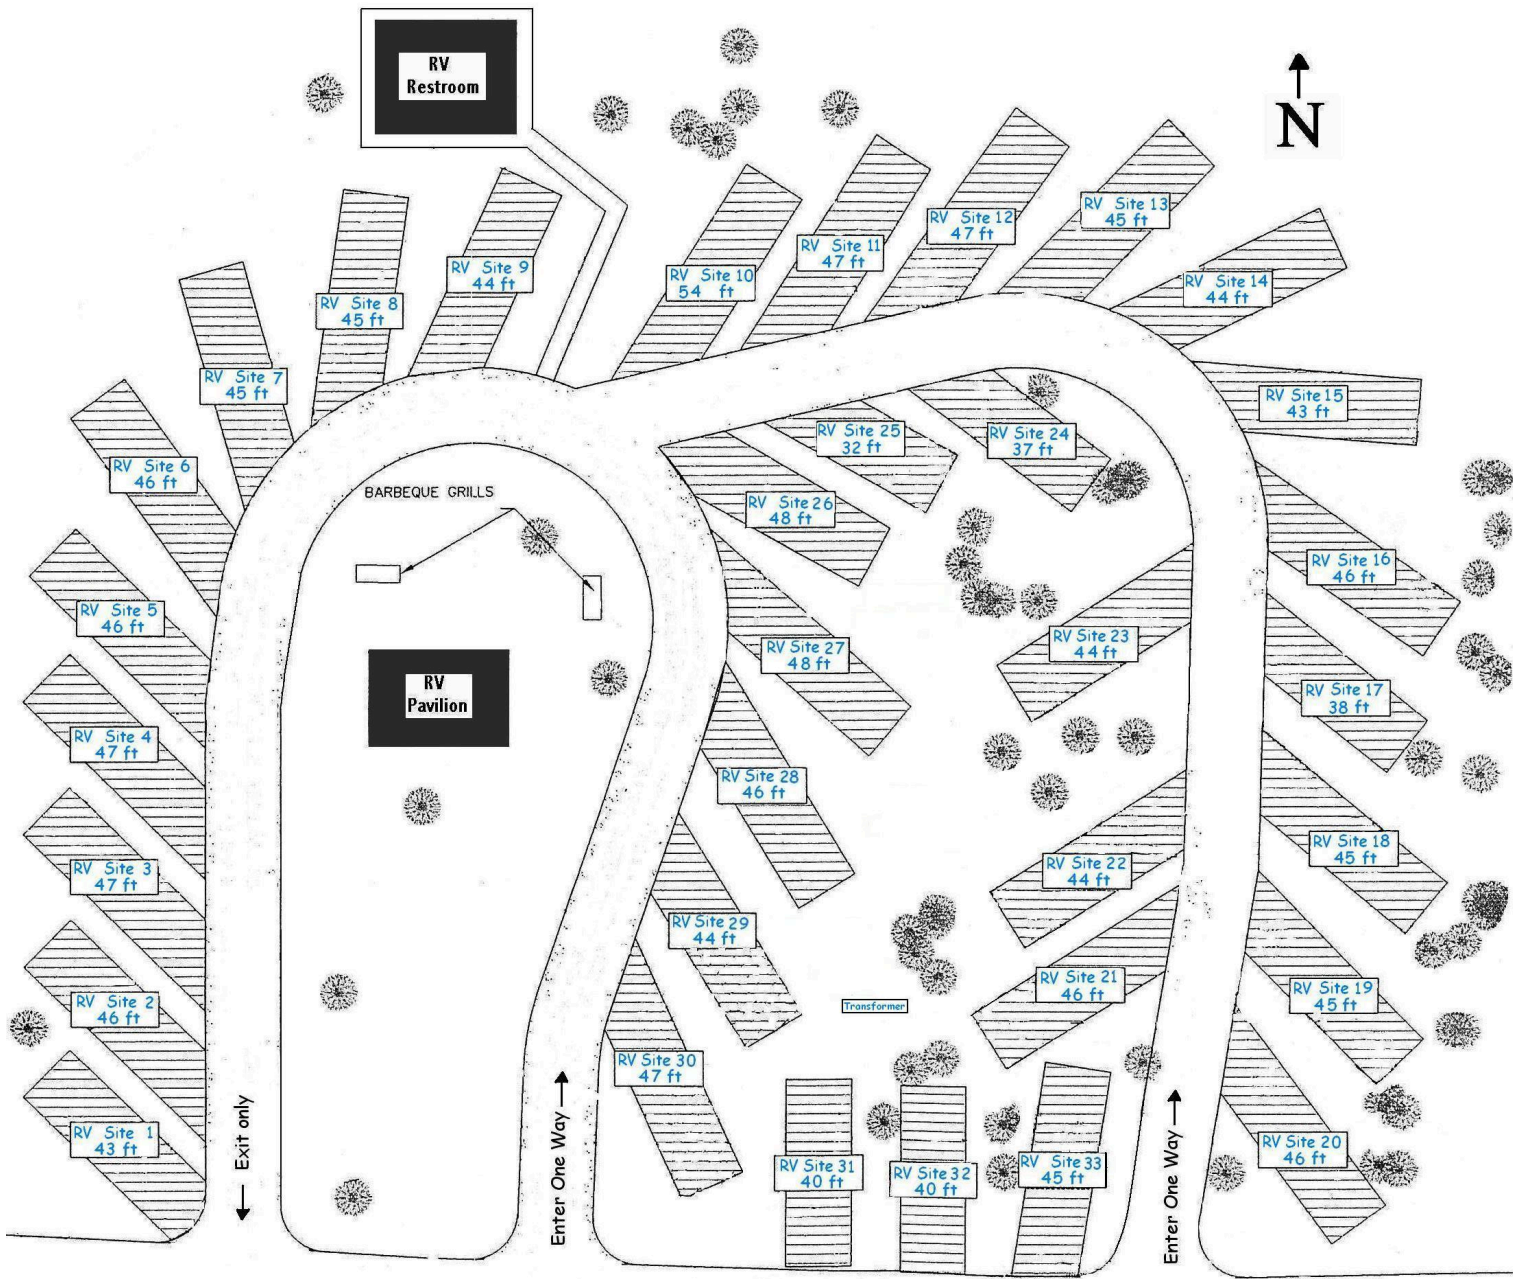 RV
Restroom
N
RV Site 13
45 ft
RV Site 12
47 ft
RV Site 11
47 ft
RV Site 9
44 ft
RV Site 10
54 ft
RV Site 14
44 ft
RV Site 8
45 ft
RV Site 7
45 ft
RV Site 15
43 ft
RV Site 25
32 ft
RV Site 24
37 ft
RV Site 6
46 ft
BARBEQUE GRILLS
RV Site 26
48 ft
RV Site 16
46 ft
RV Site 5
46 ft
RV Site 23
44 ft
RV Site 27
48 ft
RV
Pavilion
RV Site 17
38 ft
RV Site 4
47 ft
RV Site 28
46 ft
RV Site 18
45 ft
RV Site 3
47 ft
RV Site 22
44 ft
RV Site 29
44 ft
RV Site 21
46 ft
RV Site 19
45 ft
RV Site 2
46 ft
Transformer
RV Site 30
47 ft
RV Site 1
43 ft
Exit only
Enter One Way
RV Site 31
40 ft
RV Site 32
40 ft
RV Site 33
45 ft
Enter One Way
RV Site 20
46 ft